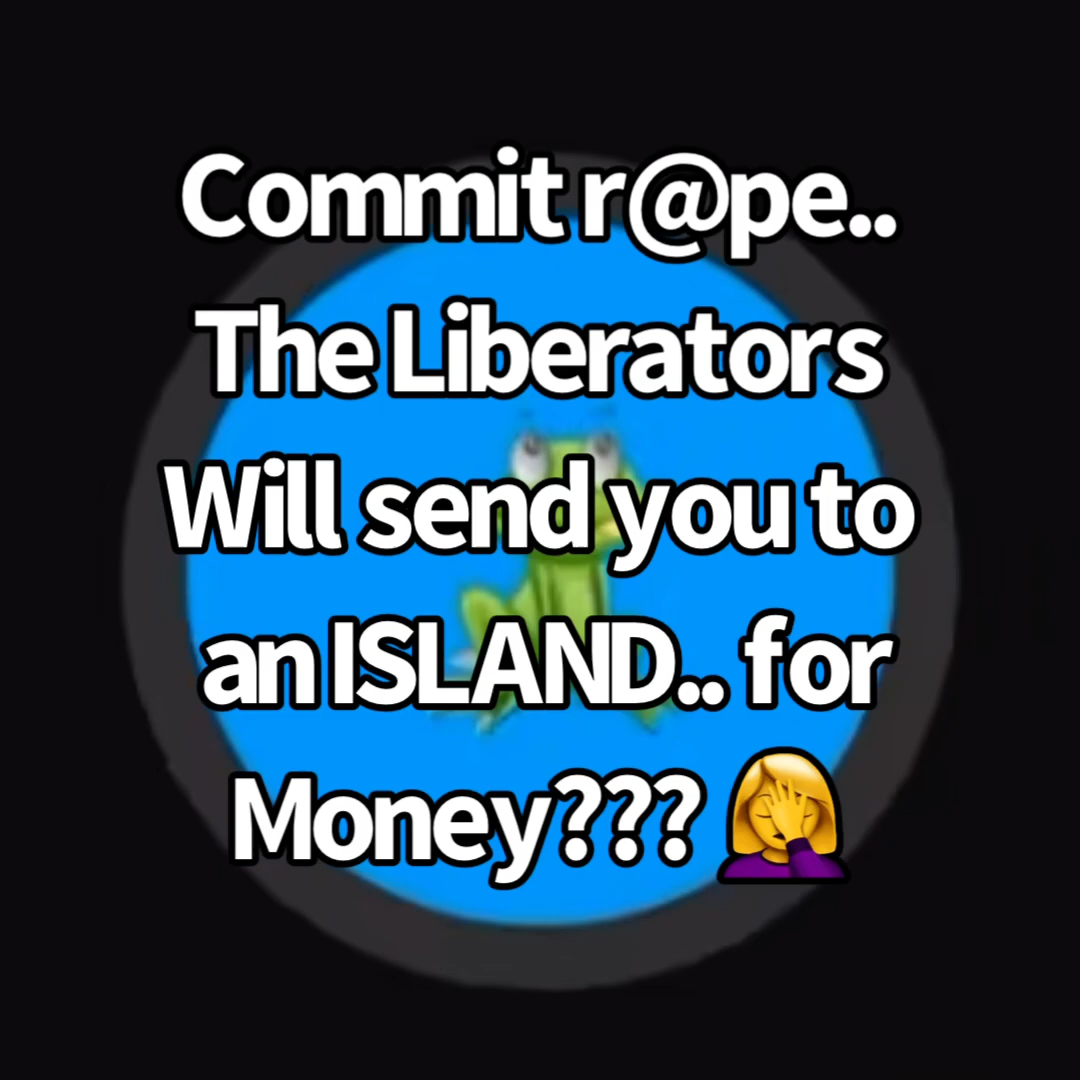 Commit r@pe..
The Liberators
Will send you to
an ISLAND.. for
Money??? 🤦‍♀️